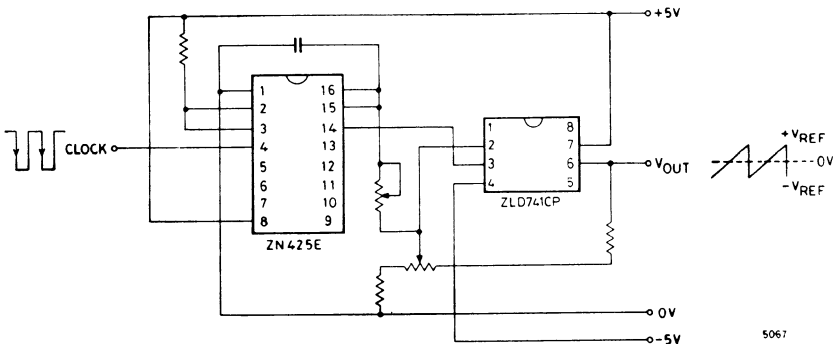 +5V
1 16
2 15
3 14
4 13
5 12
6 11
7 10
8 9
ZN425E
CLOCK
1 8
2 7
3 6
4 5
ZLD741CP
VOUT
+VREF
0V
-VREF
0V
-5V
5067